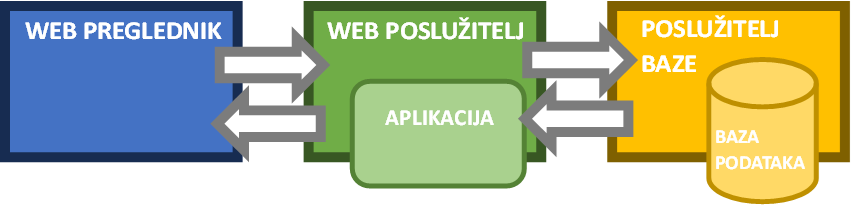 WEB PREGLEDNIK
WEB POSLUŽITELJ
APLIKACIJA
POSLUŽITELJ
BAZE
BAZA
PODATAKA